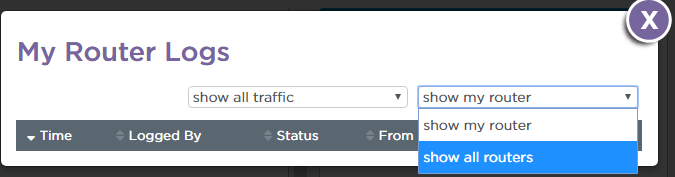 X
My Router Logs
show all traffic show my router
show my router
Time Logged By Status From
show all routers